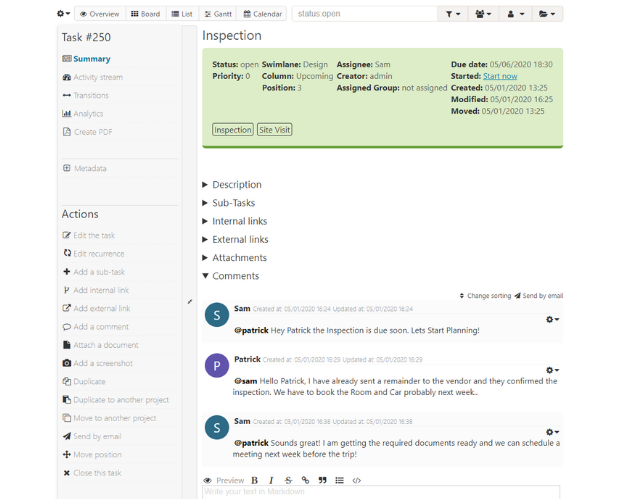 Overview Board List Gantt Calendar status:open
Task #250
Summary
Activity stream
Transitions
Analytics
Create PDF
Metadata
Actions
Edit the task
Edit recurrence
Add a sub-task
Add internal link
Add external link
Add a comment
Attach a document
Add a screenshot
Duplicate
Duplicate to another project
Move to another project
Send by email
Move position
Close this task
Inspection
Status: open Swimlane: Design Assignee: Sam Due date: 05/06/2020 18:30
Priority: 0 Column: Upcoming Creator: admin Started: Start now
Position: 3 Assigned Group: not assigned Created: 05/01/2020 13:25
Modified: 05/01/2020 16:25
Moved: 05/01/2020 13:25
Inspection Site Visit
Description
Sub-Tasks
Internal links
External links
Attachments
Comments
Change sorting Send by email
S Sam Created at: 05/01/2020 16:24 Updated at: 05/01/2020 16:24
@patrick Hey Patrick the Inspection is due soon. Lets Start Planning!
P Patrick Created at: 05/01/2020 16:29 Updated at: 05/01/2020 16:29
@sam Hello Patrick, I have already sent a remainder to the vendor and they confirmed the
inspection. We have to book the Room and Car probably next week..
S Sam Created at: 05/01/2020 16:38 Updated at: 05/01/2020 16:38
@patrick Sounds great! I am getting the required documents ready and we can schedule a
meeting next week before the trip!
Preview B I S
Write your text in Markdown